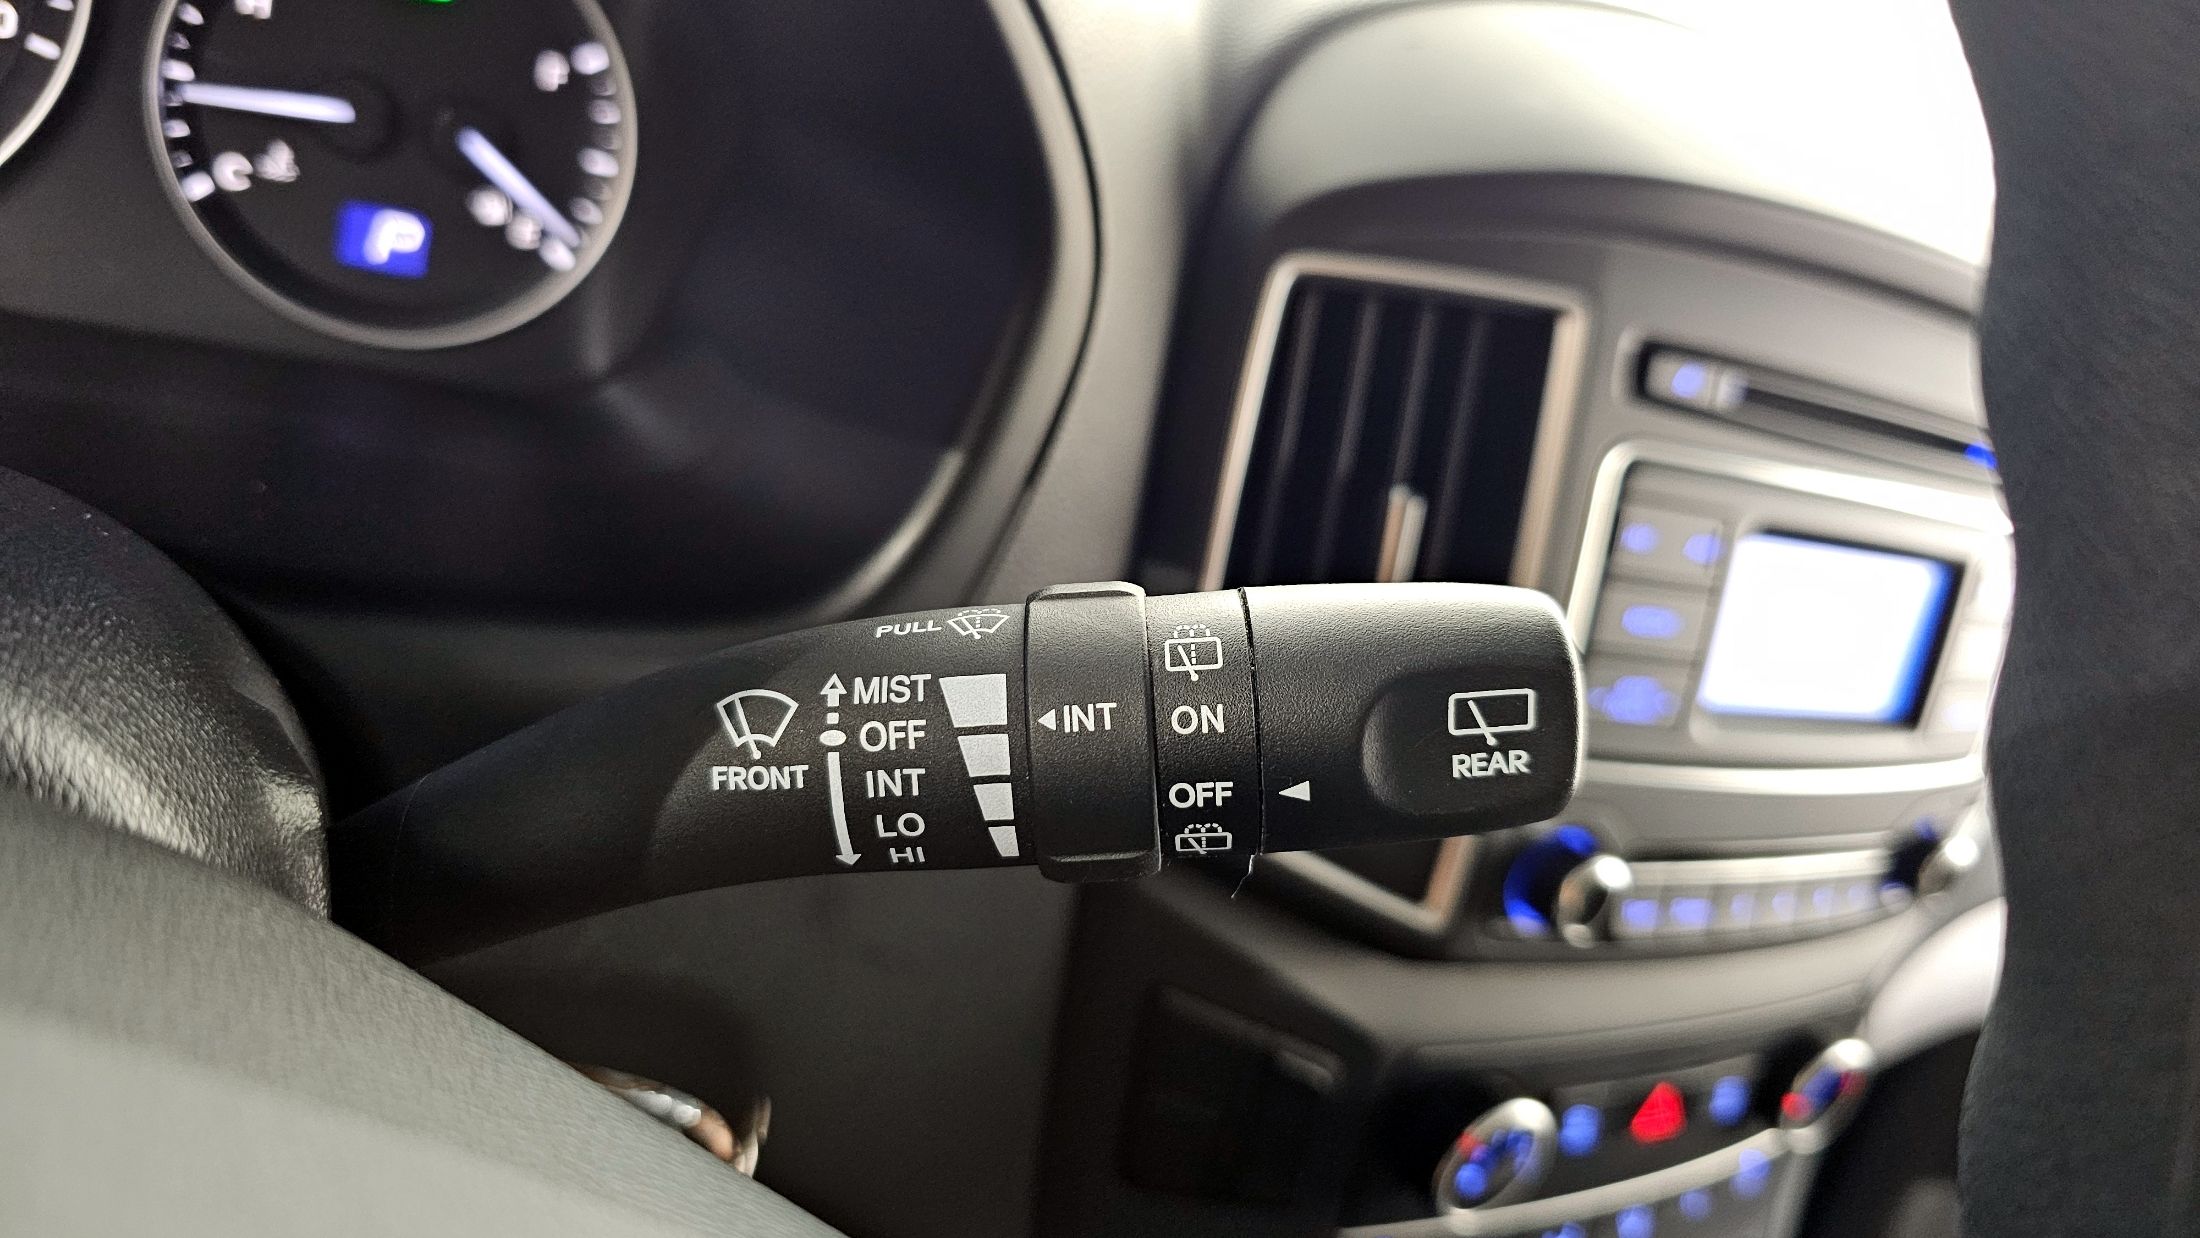 H
F
C
E
P
PULL
MIST
OFF
INT
LO
HI
FRONT
INT
ON
OFF
REAR